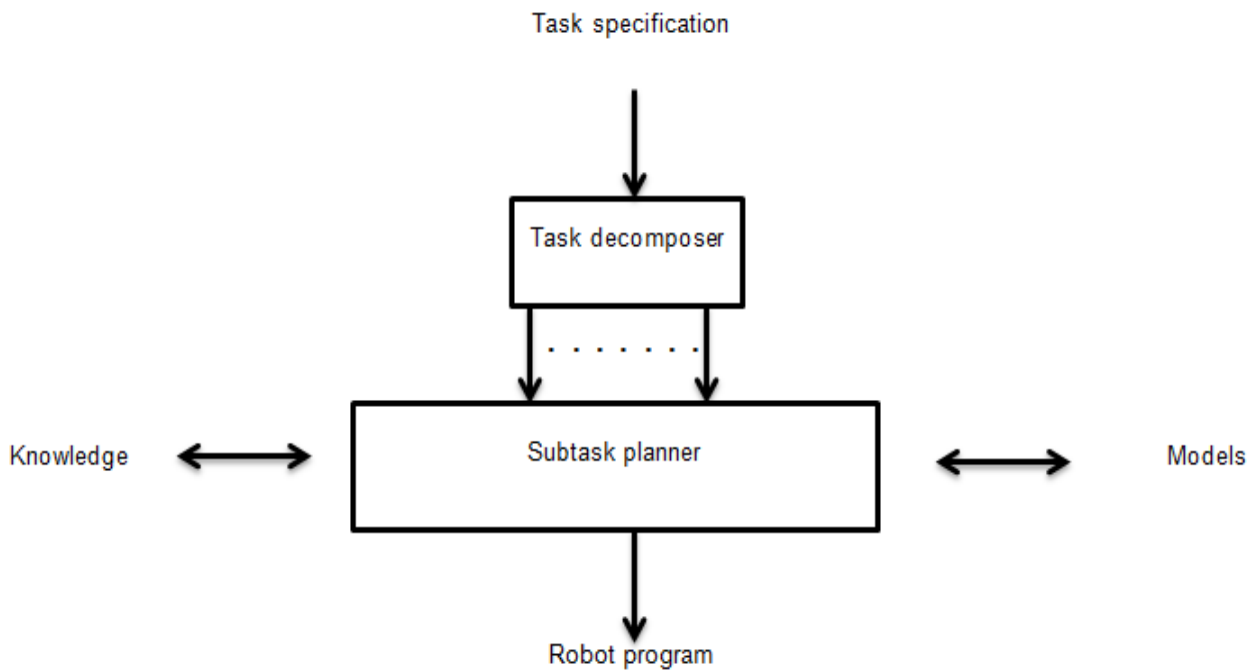 Task specification
Task decomposer
. . . . . . .
Subtask planner
Knowledge
Models
Robot program